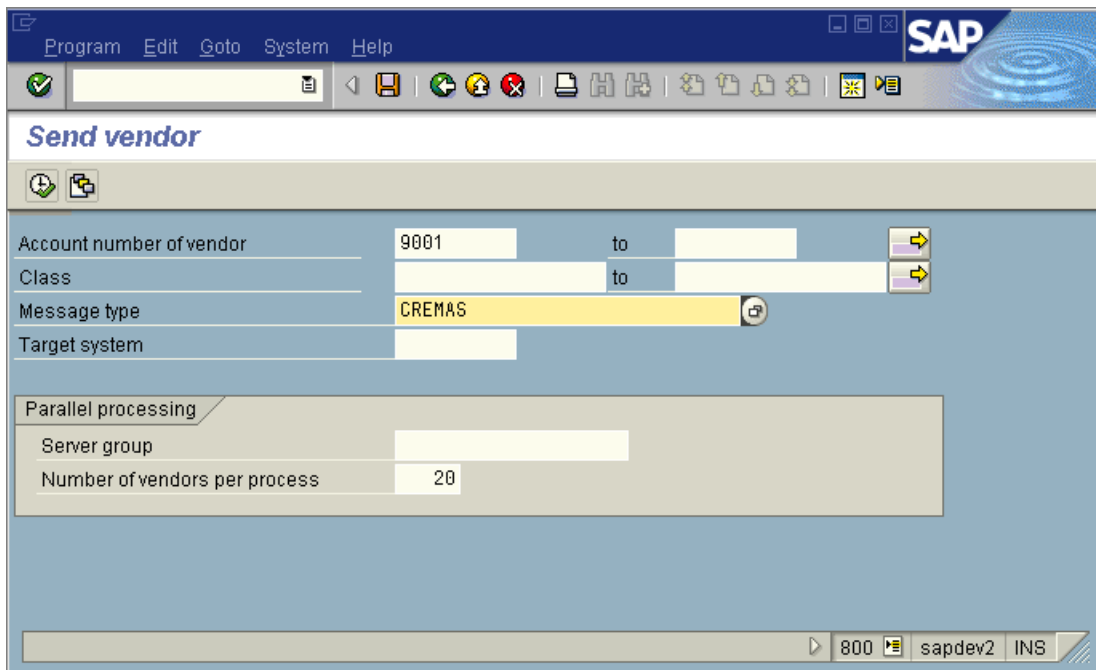 Program Edit Goto System Help
SAP
Send vendor
Account number of vendor 9001 to
Class to
Message type CREMAS
Target system
Parallel processing
Server group
Number of vendors per process 20
800 sapdev2 INS